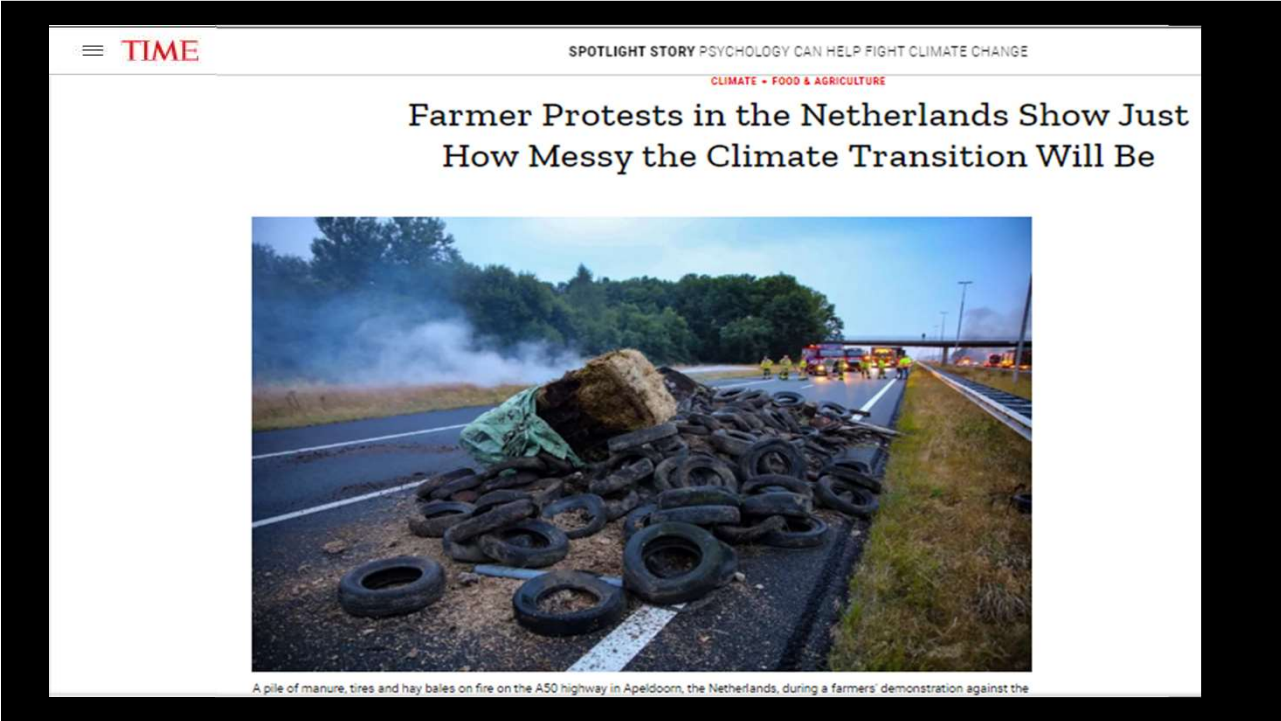 TIME
SPOTLIGHT STORY PSYCHOLOGY CAN HELP FIGHT CLIMATE CHANGE
CLIMATE • FOOD & AGRICULTURE
Farmer Protests in the Netherlands Show Just
How Messy the Climate Transition Will Be
A pile of manure, tires and hay bales on fire on the A50 highway in Apeldoorn, the Netherlands, during a farmers' demonstration against the